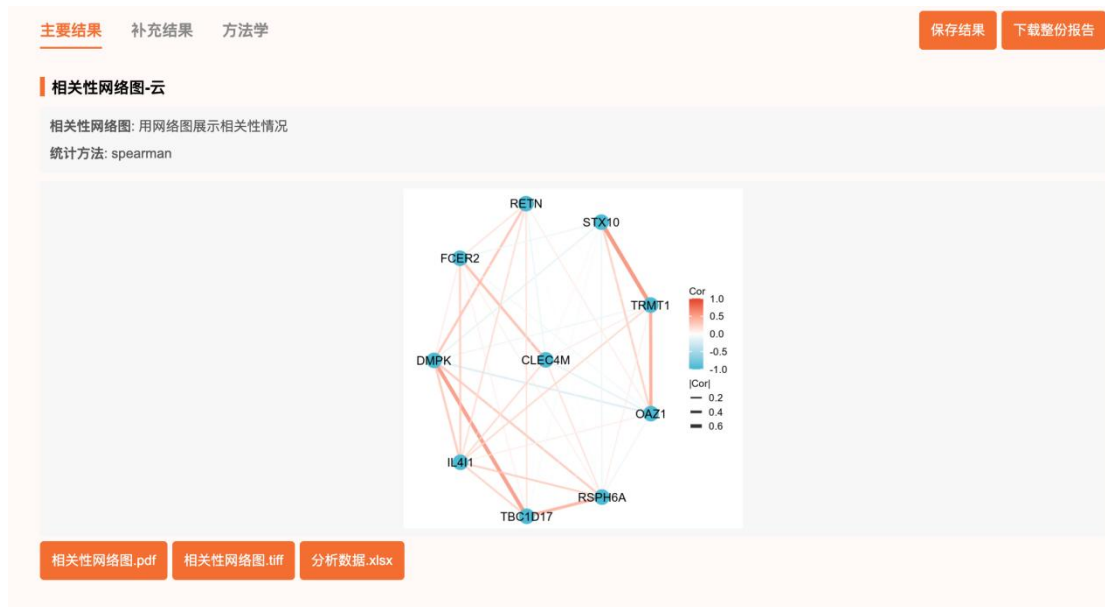 主要结果 补充结果 方法学 保存结果 下载整份报告
相关性网络图-云
相关性网络图: 用网络图展示相关性情况
统计方法: spearman
RETN
STX10
FCER2
Cor
1.0
TRMT1
0.5
0.0
-0.5
DMPK
CLEC4M
-1.0
|Cor|
0.2
OAZ1
0.4
0.6
IL4I1
RSPH6A
TBC1D17
相关性网络图.pdf 相关性网络图.tiff 分析数据.xlsx